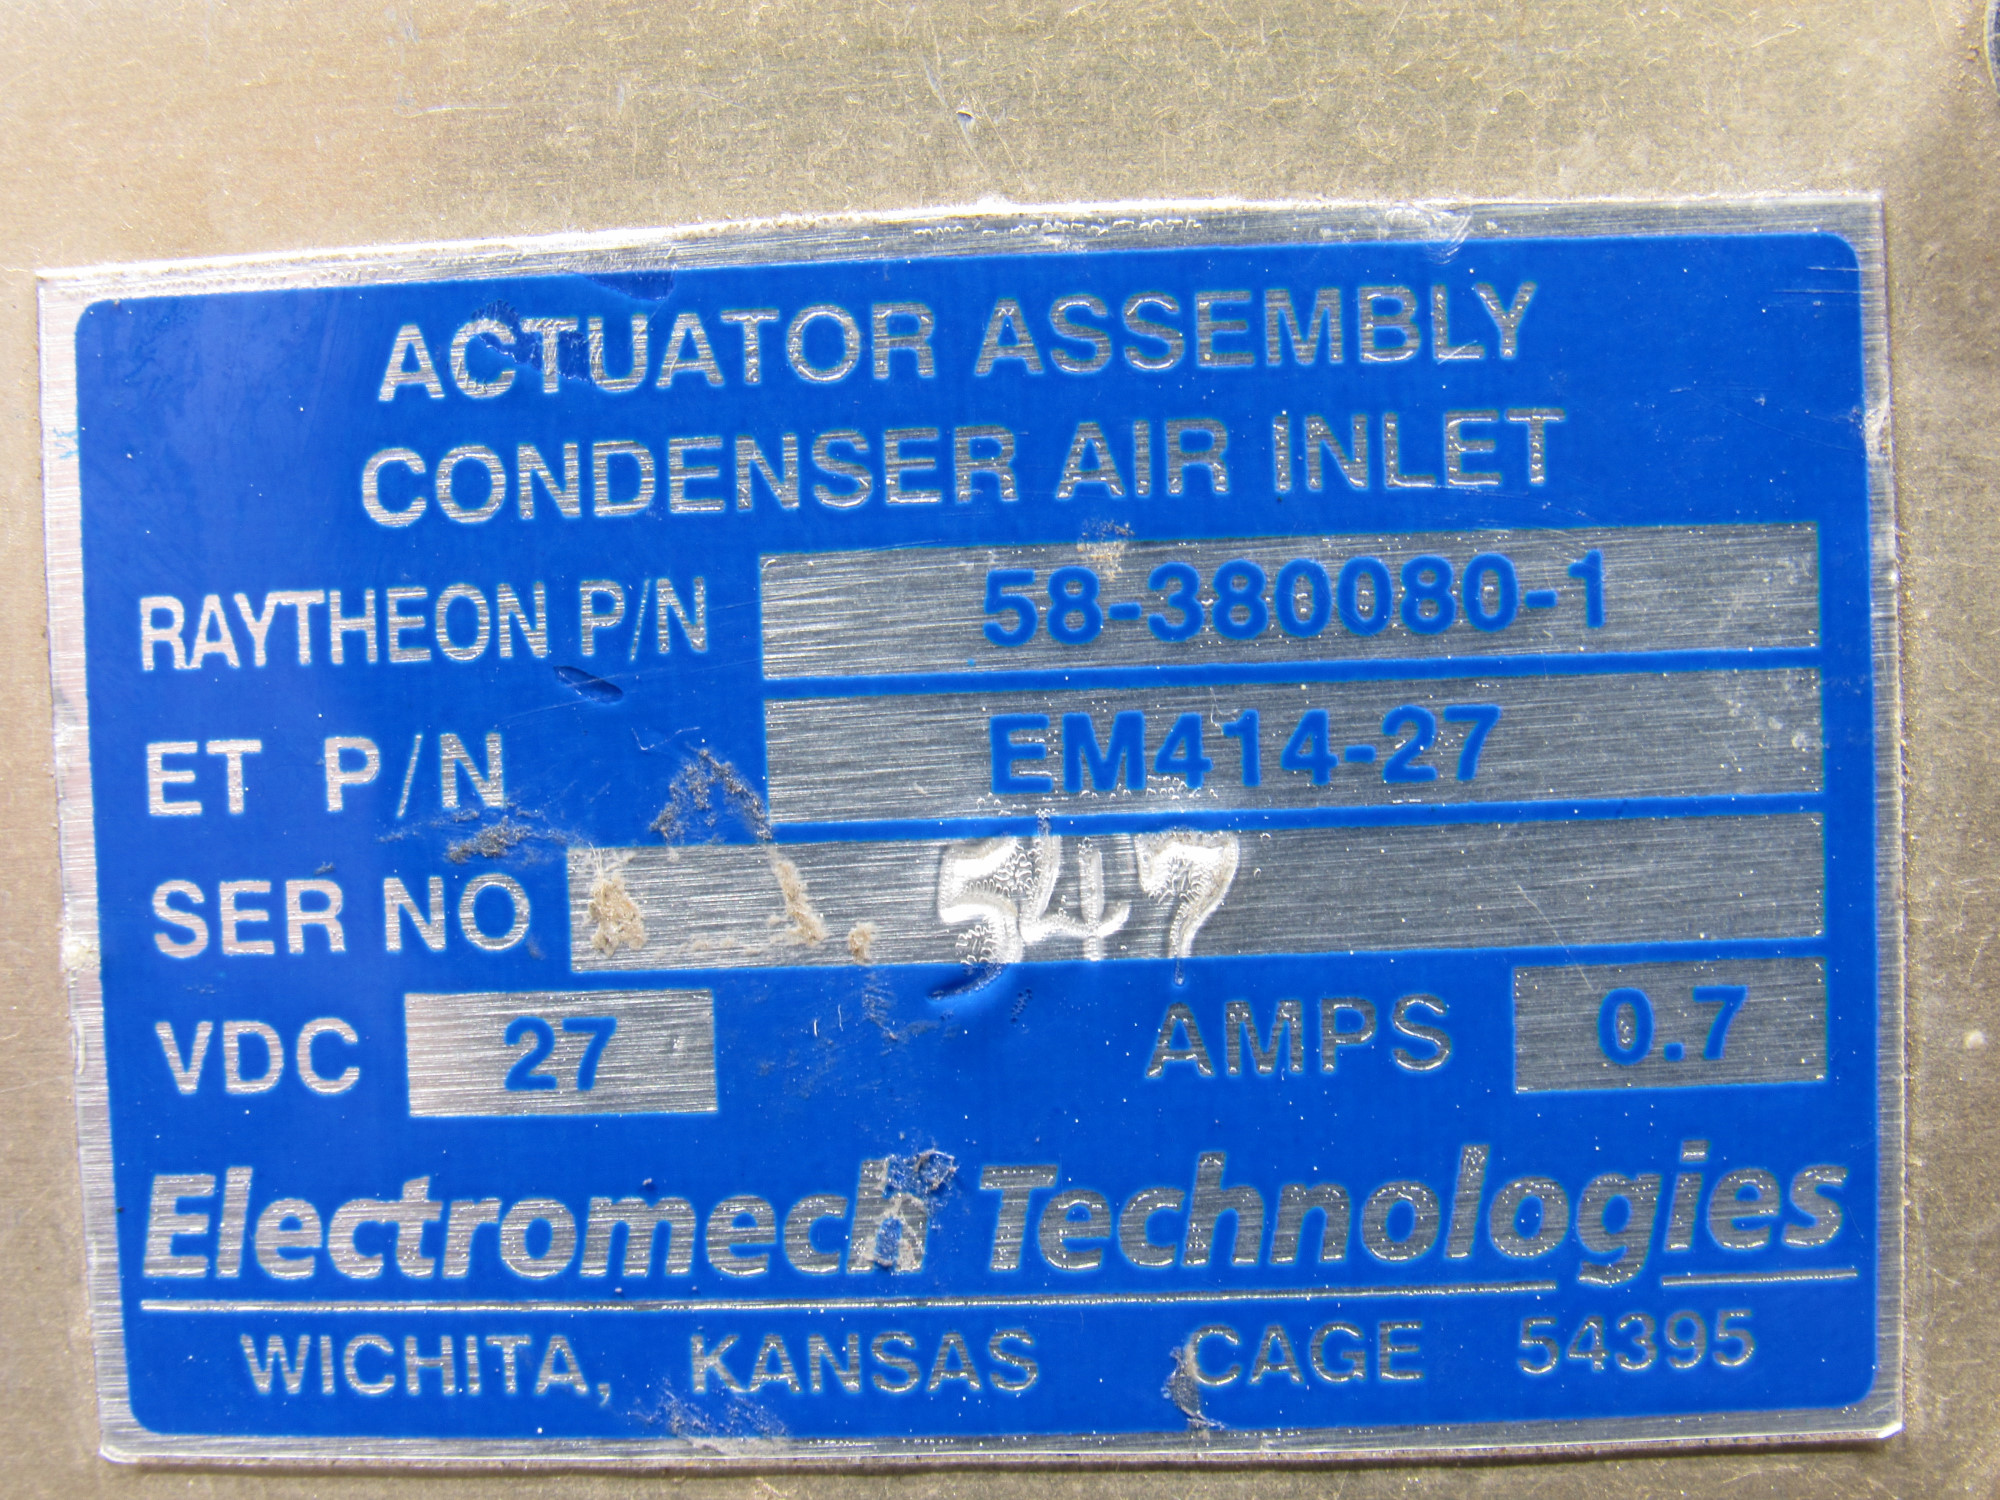 ACTUATOR ASSEMBLY
CONDENSER AIR INLET
RAYTHEON P/N 58-380080-1
ET P/N EM414-27
SER NO 547
VDC 27 AMPS 0.7
Electromech Technologies
WICHITA, KANSAS CAGE 54395